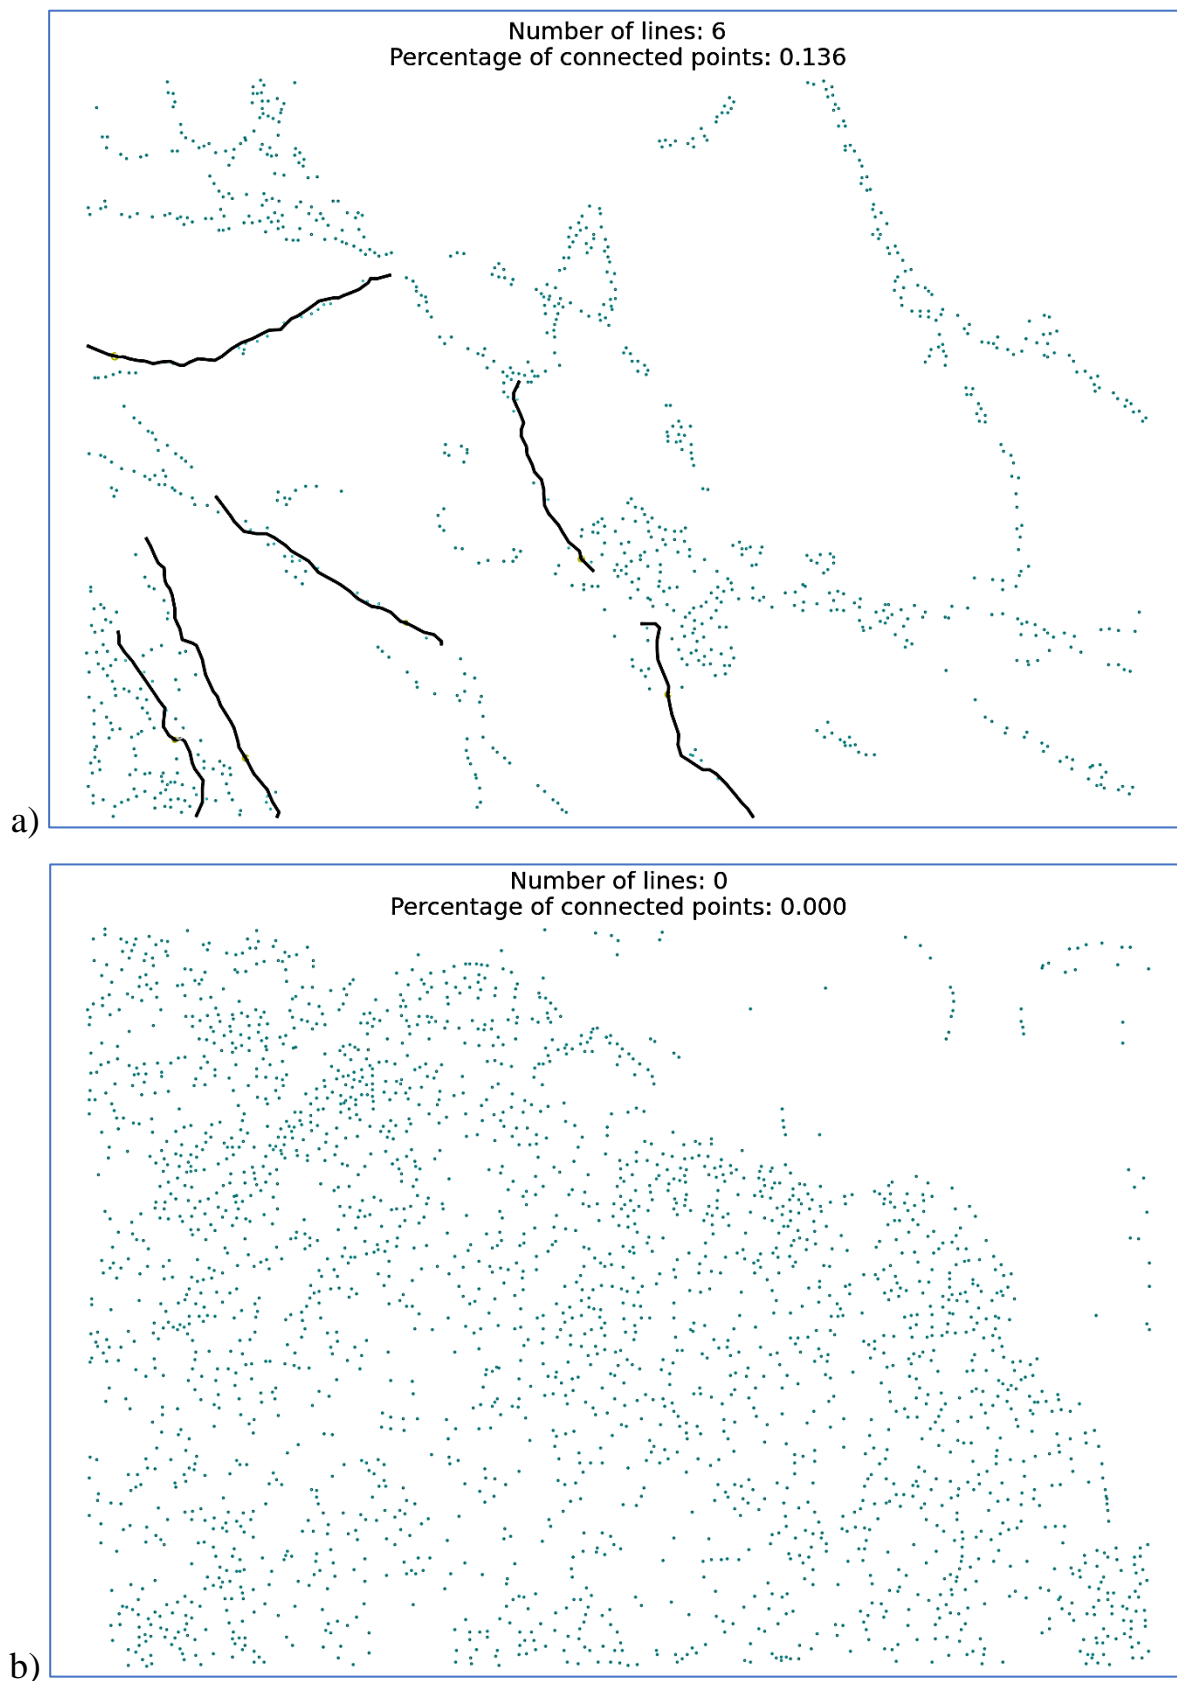 Number of lines: 6
Percentage of connected points: 0.136
a)
Number of lines: 0
Percentage of connected points: 0.000
b)